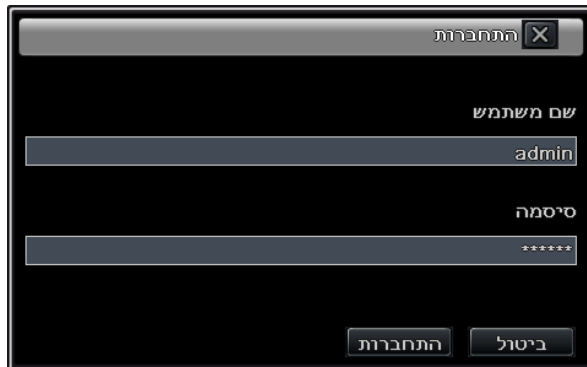 התחברות
שם משתמש
admin
סיסמה
******
ביטול
התחברות